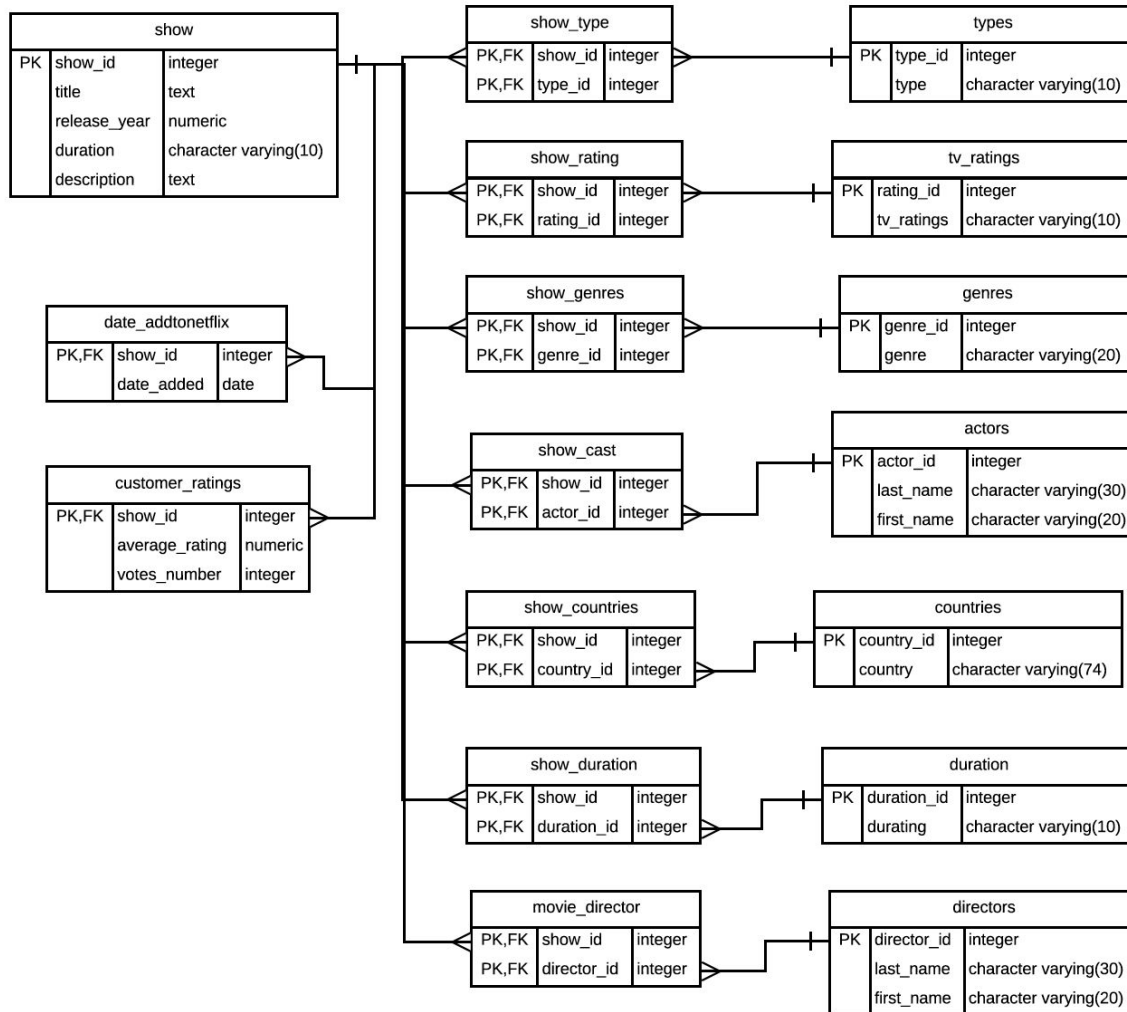 show
PK show_id integer
title text
release_year numeric
duration character varying(10)
description text
date_addtonetflix
PK,FK show_id integer
date_added date
customer_ratings
PK,FK show_id integer
average_rating numeric
votes_number integer
show_type
PK,FK show_id integer
PK,FK type_id integer
types
PK type_id integer
type character varying(10)
show_rating
PK,FK show_id integer
PK,FK rating_id integer
tv_ratings
PK rating_id integer
tv_ratings character varying(10)
show_genres
PK,FK show_id integer
PK,FK genre_id integer
genres
PK genre_id integer
genre character varying(20)
show_cast
PK,FK show_id integer
PK,FK actor_id integer
actors
PK actor_id integer
last_name character varying(30)
first_name character varying(20)
show_countries
PK,FK show_id integer
PK,FK country_id integer
countries
PK country_id integer
country character varying(74)
show_duration
PK,FK show_id integer
PK,FK duration_id integer
duration
PK duration_id integer
durating character varying(10)
movie_director
PK,FK show_id integer
PK,FK director_id integer
directors
PK director_id integer
last_name character varying(30)
first_name character varying(20)